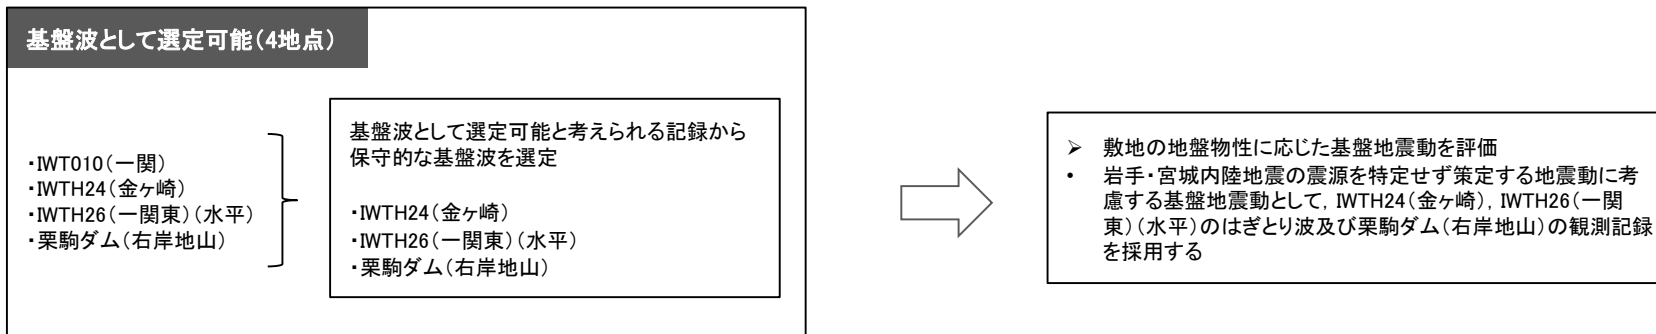 基盤波として選定可能（4地点）
・IWT010（一関）
・IWTH24（金ヶ崎）
・IWTH26（一関東）（水平）
・栗駒ダム（右岸地山）
基盤波として選定可能と考えられる記録から
保守的な基盤波を選定
・IWTH24（金ヶ崎）
・IWTH26（一関東）（水平）
・栗駒ダム（右岸地山）
➢ 敷地の地盤物性に応じた基盤地震動を評価
• 岩手・宮城内陸地震の震源を特定せず策定する地震動に考
慮する基盤地震動として，IWTH24（金ヶ崎），IWTH26（一関
東）（水平）のはぎとり波及び栗駒ダム（右岸地山）の観測記録
を採用する